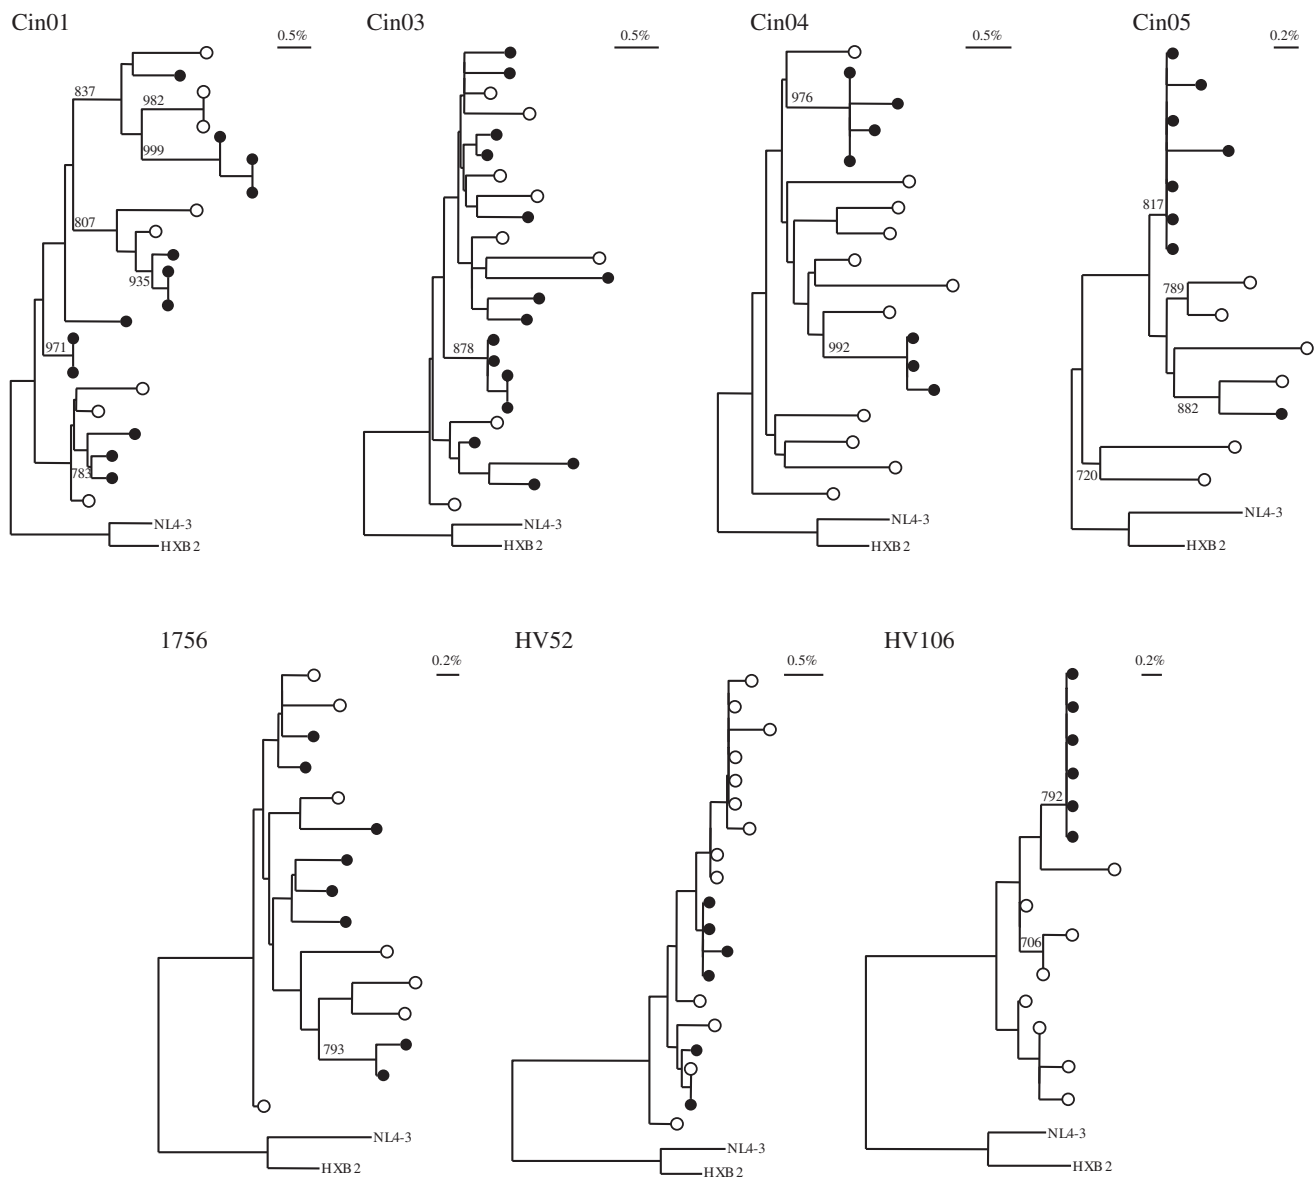 Cin01
0.5%
837
982
999
807
935
971
783
NL4-3
HXB2
Cin03
0.5%
878
NL4-3
HXB2
Cin04
0.5%
976
992
NL4-3
HXB2
Cin05
0.2%
817
789
882
720
NL4-3
HXB2
1756
0.2%
793
NL4-3
HXB2
HV52
0.5%
NL4-3
HXB2
HV106
0.2%
792
706
NL4-3
HXB2